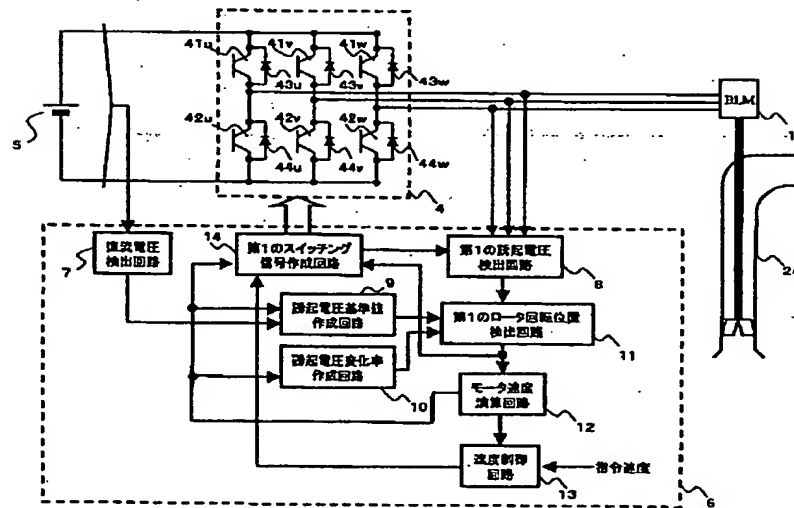 41u
41v
41w
43u
43v
43w
42u
42v
42w
44u
44v
44w
4
5
BLM
1
24
直流電圧
検出回路
7
14
第1のスイッチング
信号作成回路
第1の誘起電圧
検出回路
8
9
誘起電圧基準値
作成回路
第1のロータ回転位置
検出回路
11
誘起電圧変化率
作成回路
10
モータ速度
演算回路
12
速度制御
回路
13
指令速度
6